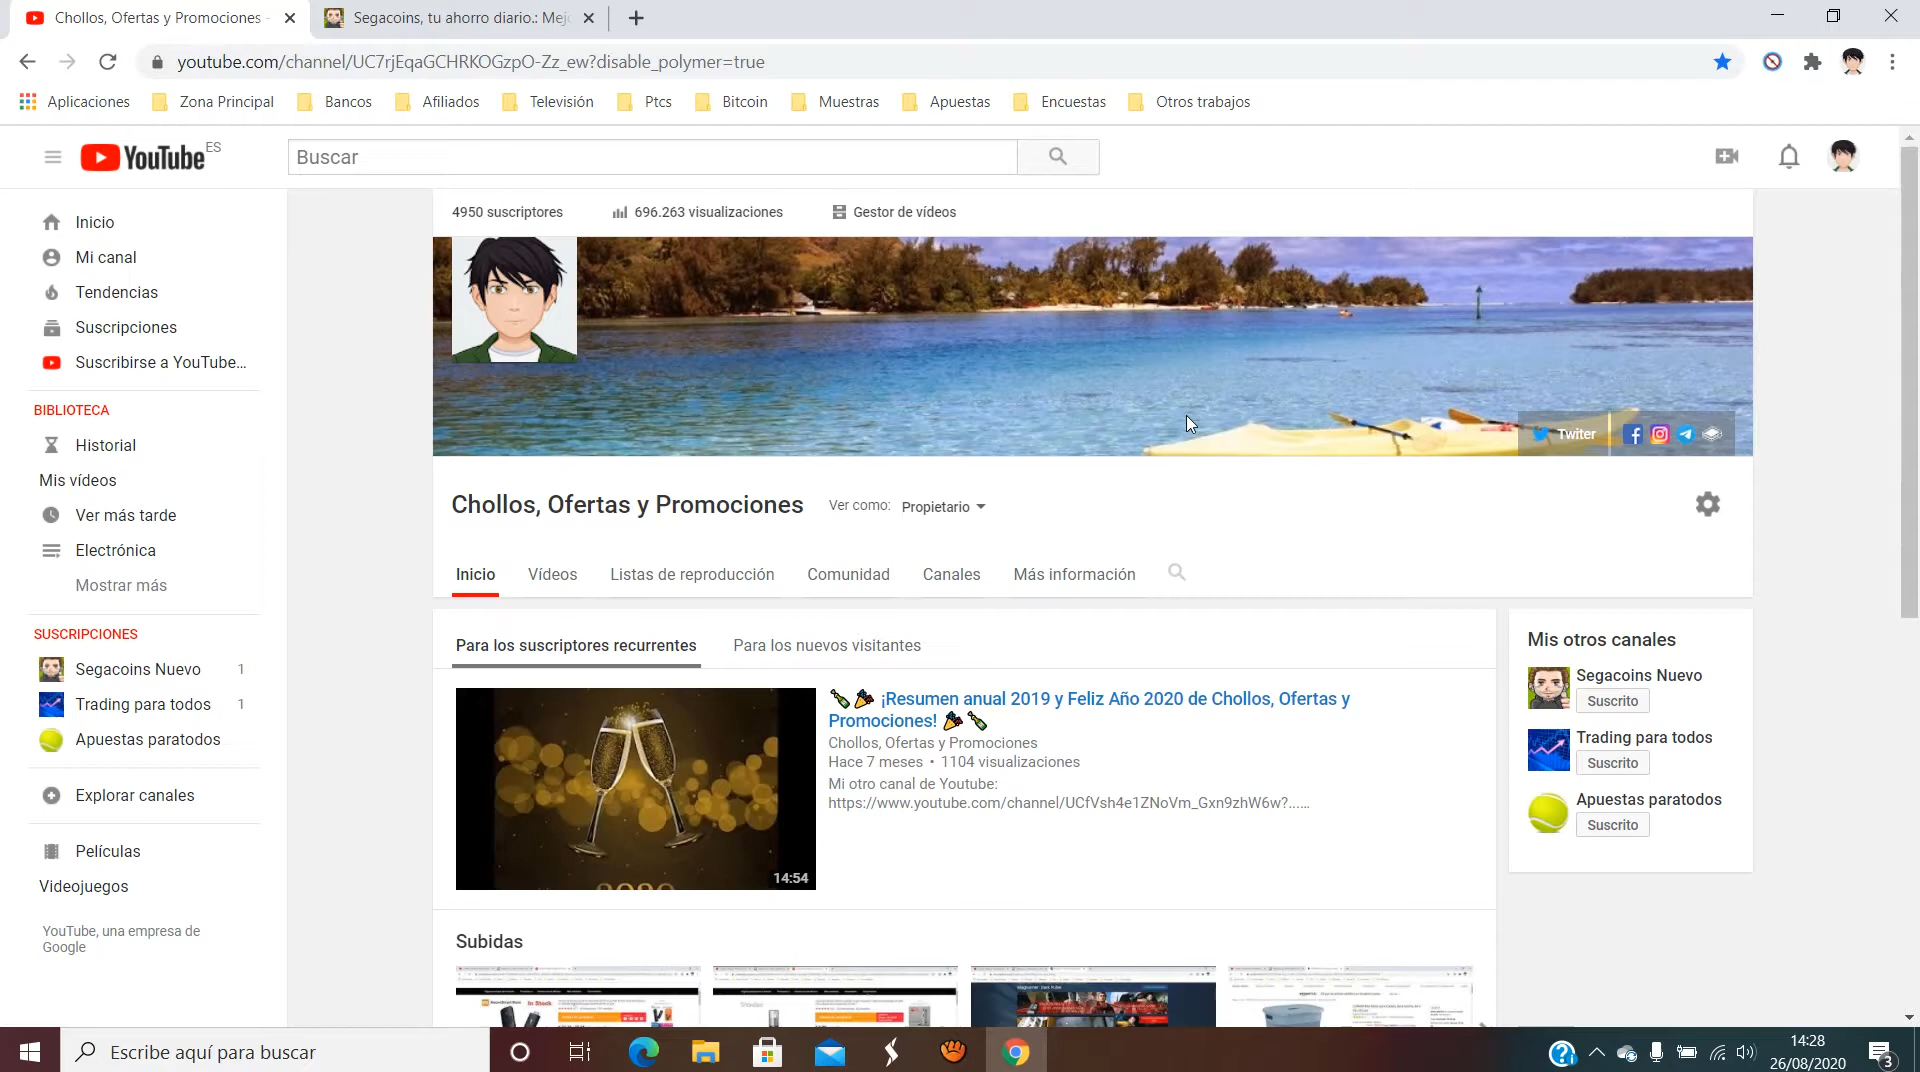 Chollos, Ofertas y Promociones -
Segacoins, tu ahorro diario.: Mej
youtube.com/channel/UC7rjEqaGCHRKOGzpO-Zz_ew?disable_polymer=true
Aplicaciones Zona Principal Bancos Afiliados Televisión Ptcs Bitcoin Muestras Apuestas Encuestas Otros trabajos
YouTube ES
Buscar
4950 suscriptores 696.263 visualizaciones Gestor de vídeos
Inicio
Mi canal
Tendencias
Suscripciones
Suscribirse a YouTube...
BIBLIOTECA
Historial
Mis vídeos
Ver más tarde
Electrónica
Mostrar más
SUSCRIPCIONES
Segacoins Nuevo 1
Trading para todos 1
Apuestas paratodos
Explorar canales
Películas
Videojuegos
YouTube, una empresa de
Google
Twiter
Chollos, Ofertas y Promociones Ver como: Propietario
Inicio Vídeos Listas de reproducción Comunidad Canales Más información
Para los suscriptores recurrentes Para los nuevos visitantes
¡Resumen anual 2019 y Feliz Año 2020 de Chollos, Ofertas y
Promociones!
Chollos, Ofertas y Promociones
Hace 7 meses • 1104 visualizaciones
Mi otro canal de Youtube:
https://www.youtube.com/channel/UCfVsh4e1ZNoVm_Gxn9zhW6w?......
14:54
Mis otros canales
Segacoins Nuevo
Suscrito
Trading para todos
Suscrito
Apuestas paratodos
Suscrito
Subidas
In Stock
Escribe aquí para buscar
14:28
26/08/2020
3